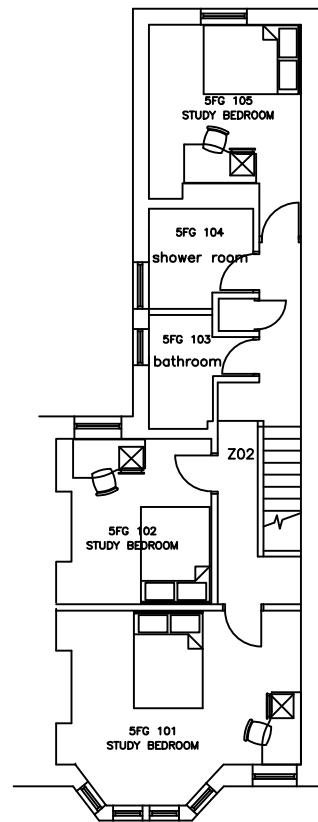 5FG 105
STUDY BEDROOM
5FG 104
shower room
5FG 103
bathroom
Z02
5FG 102
STUDY BEDROOM
5FG 101
STUDY BEDROOM